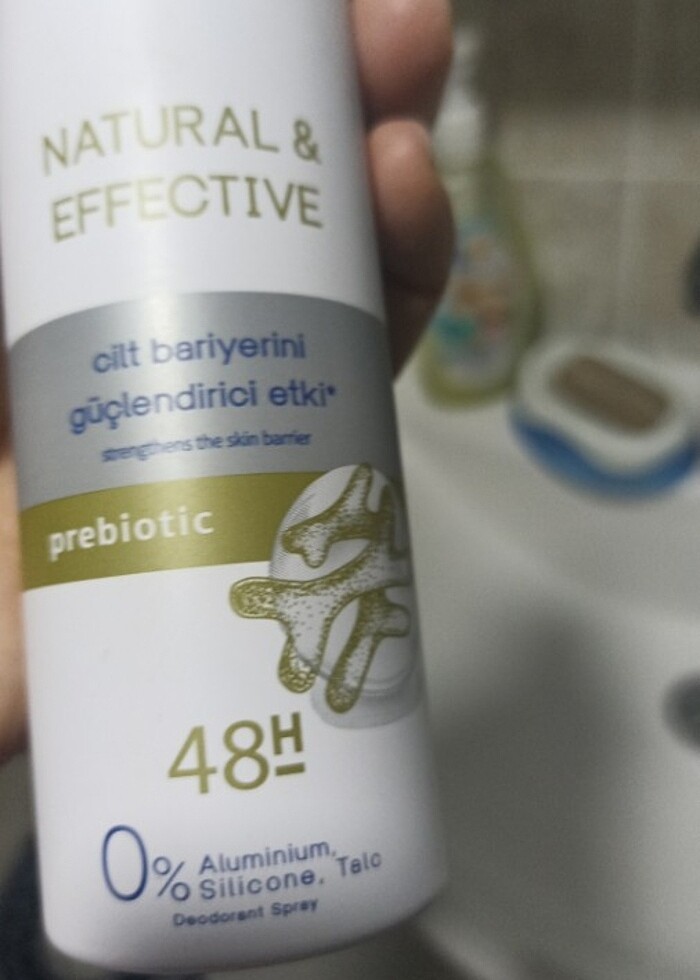 NATURAL &
EFFECTIVE
cilt bariyerini
güçlendirici etki*
strengthens the skin barrier
prebiotic
48H
0% Aluminium,
Silicone, Talc
Deodorant Spray